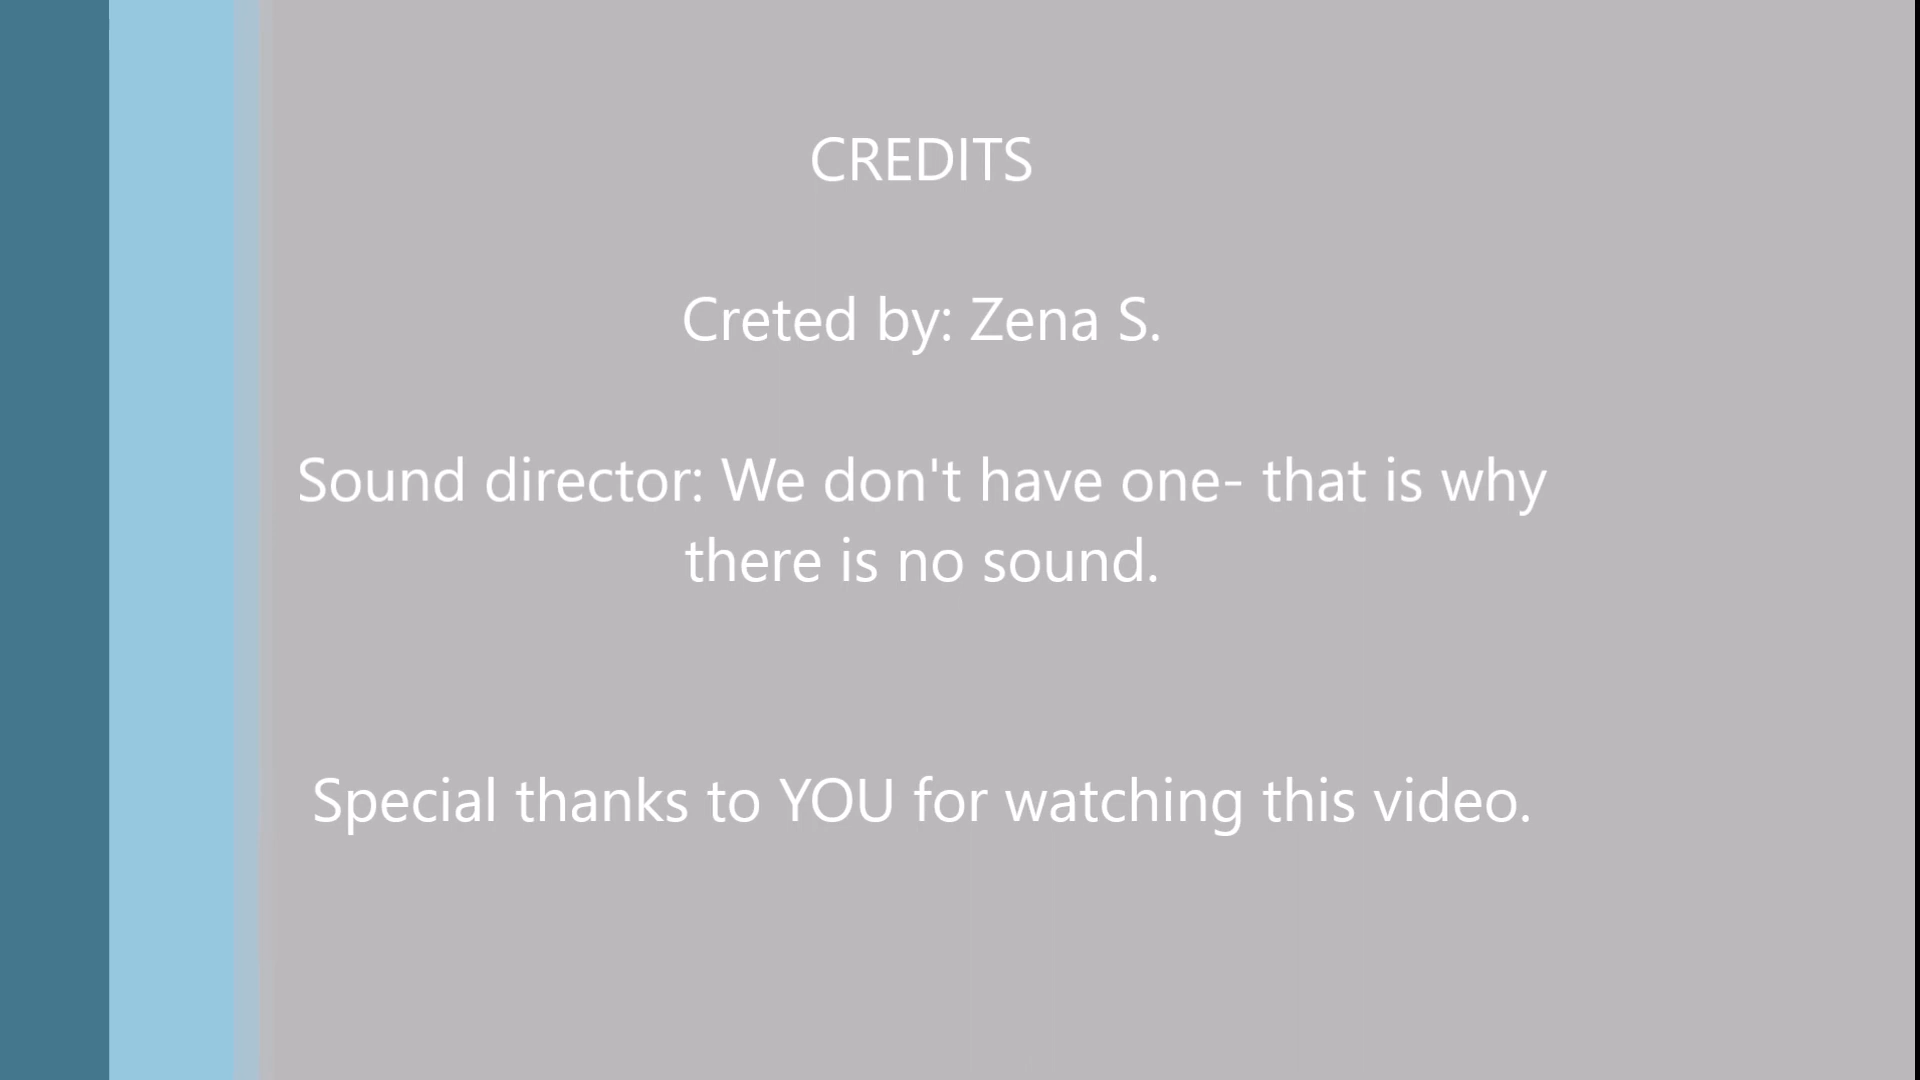 CREDITS
Creted by: Zena S.
Sound director: We don't have one- that is why
there is no sound.
Special thanks to YOU for watching this video.